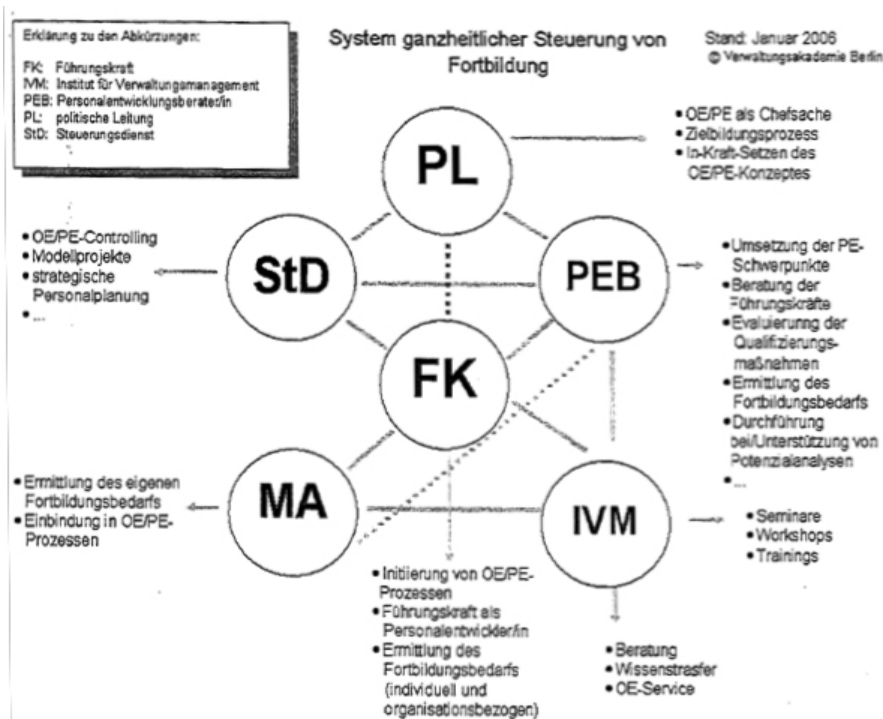 Erklärung zu den Abkürzungen:
FK: Führungskraft
IVM: Institut für Verwaltungsmanagement
PEB: Personalentwicklungsberater/in
PL: politische Leitung
StD: Steuerungsdienst
System ganzheitlicher Steuerung von
Fortbildung
Stand: Januar 2006
© Verwaltungsakademie Berlin
PL
• OE/PE als Chefsache
• Zielbildungsprozess
• In-Kraft-Setzen des
OE/PE-Konzeptes
• OE/PE-Controlling
• Modellprojekte
• strategische
Personalplanung
• ...
StD
PEB
• Umsetzung der PE-
Schwerpunkte
• Beratung der
Führungskräfte
• Evaluierung der
Qualifizierungs-
maßnahmen
• Ermittlung des
Fortbildungsbedarfs
• Durchführung
bei/Unterstützung von
Potenzialanalysen
• ...
FK
• Ermittlung des eigenen
Fortbildungsbedarfs
• Einbindung in OE/PE-
Prozessen
MA
IVM
• Seminare
• Workshops
• Trainings
• Initiierung von OE/PE-
Prozessen
• Führungskraft als
Personalentwickler/in
• Ermittlung des
Fortbildungsbedarfs
(individuell und
organisationsbezogen)
• Beratung
• Wissenstrasfer
• OE-Service